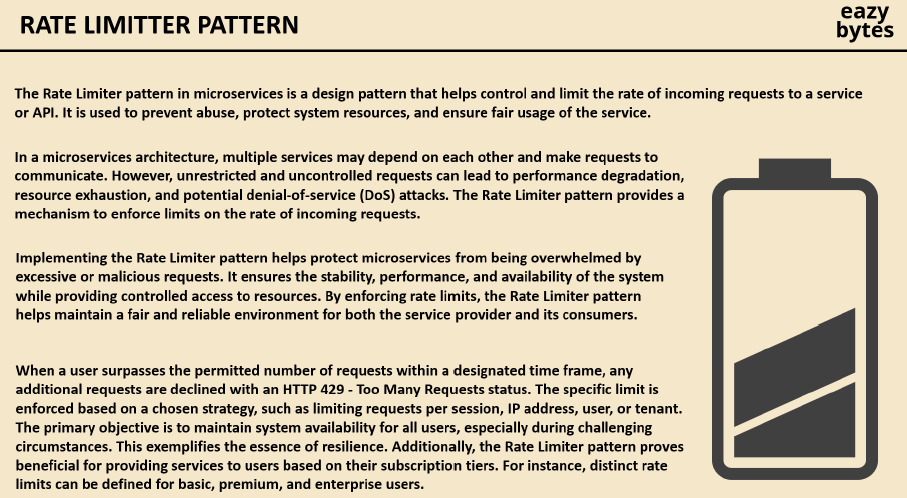 RATE LIMITTER PATTERN
eazy
bytes
The Rate Limiter pattern in microservices is a design pattern that helps control and limit the rate of incoming requests to a service
or API. It is used to prevent abuse, protect system resources, and ensure fair usage of the service.
In a microservices architecture, multiple services may depend on each other and make requests to
communicate. However, unrestricted and uncontrolled requests can lead to performance degradation,
resource exhaustion, and potential denial-of-service (DoS) attacks. The Rate Limiter pattern provides a
mechanism to enforce limits on the rate of incoming requests.
Implementing the Rate Limiter pattern helps protect microservices from being overwhelmed by
excessive or malicious requests. It ensures the stability, performance, and availability of the system
while providing controlled access to resources. By enforcing rate limits, the Rate Limiter pattern
helps maintain a fair and reliable environment for both the service provider and its consumers.
When a user surpasses the permitted number of requests within a designated time frame, any
additional requests are declined with an HTTP 429 - Too Many Requests status. The specific limit is
enforced based on a chosen strategy, such as limiting requests per session, IP address, user, or tenant.
The primary objective is to maintain system availability for all users, especially during challenging
circumstances. This exemplifies the essence of resilience. Additionally, the Rate Limiter pattern proves
beneficial for providing services to users based on their subscription tiers. For instance, distinct rate
limits can be defined for basic, premium, and enterprise users.